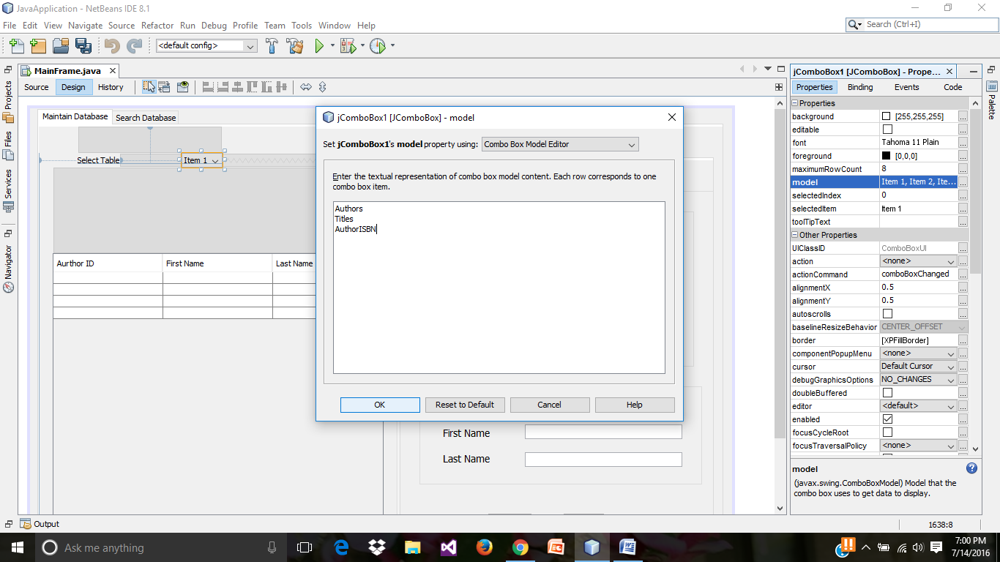 JavaApplication - NetBeans IDE 8.1
File Edit View Navigate Source Refactor Run Debug Profile Team Tools Window Help
Search (Ctrl+I)
<default config>
MainFrame.java
Source Design History
Projects
Files
Services
Navigator
Maintain Database Search Database
Select Table Item 1
Aurthor ID First Name Last Name
jComboBox1 [JComboBox] - model
Set jComboBox1's model property using: Combo Box Model Editor
Enter the textual representation of combo box model content. Each row corresponds to one
combo box item.
Authors
Titles
AuthorISBN
OK Reset to Default Cancel Help
First Name
Last Name
jComboBox1 [JComboBox] - Prope...
Properties Binding Events Code
Properties
background [255,255,255]
editable
font Tahoma 11 Plain
foreground [0,0,0]
maximumRowCount 8
model Item 1, Item 2, Ite...
selectedIndex 0
selectedItem Item 1
toolTipText
Other Properties
UIClassID ComboBoxUI
action <none>
actionCommand comboBoxChanged
alignmentX 0.5
alignmentY 0.5
autoscrolls
baselineResizeBehavior CENTER_OFFSET
border [XPFillBorder]
componentPopupMenu <none>
cursor Default Cursor
debugGraphicsOptions NO_CHANGES
doubleBuffered
editor <default>
enabled
focusCycleRoot
focusTraversalPolicy <none>
model
(javax.swing.ComboBoxModel) Model that the
combo box uses to get data to display.
Palette
Output
1638:8
Ask me anything
7:00 PM
7/14/2016